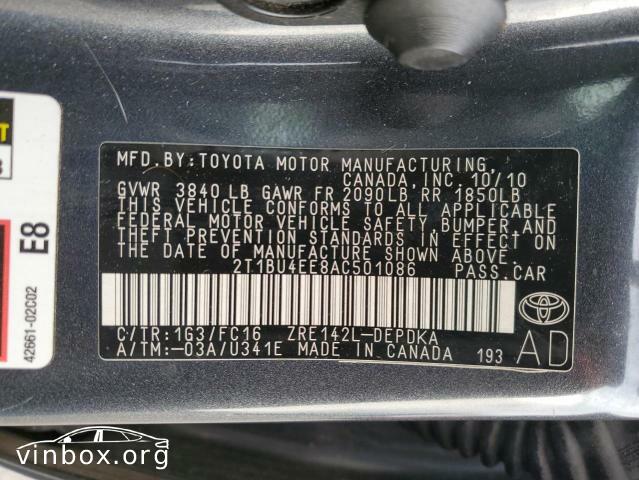 MFD.BY:TOYOTA MOTOR MANUFACTURING,
CANADA,INC. 10/10
GVWR 3840 LB GAWR FR 2090LB RR 1850LB
THIS VEHICLE CONFORMS TO ALL APPLICABLE
FEDERAL MOTOR VEHICLE SAFETY,BUMPER,AND
THEFT PREVENTION STANDARDS IN EFFECT ON
THE DATE OF MANUFACTURE SHOWN ABOVE.
2T1BU4EE8AC501086 PASS.CAR
C/TR:1G3/FC16 ZRE142L-DEPDKA
A/TM:-03A/U341E MADE IN CANADA 193
AD
E8
42661-02C02
vinbox.org